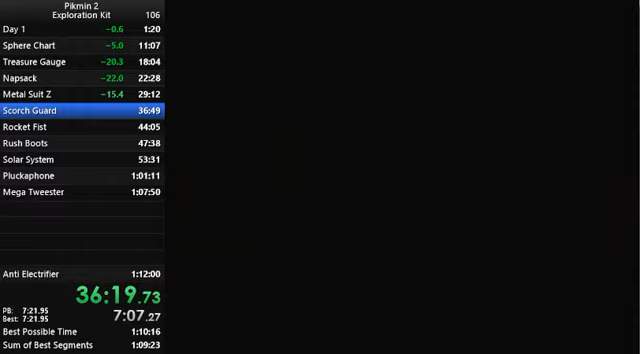 Pikmin 2
Exploration Kit 106
Day 1 −0.6 1:20
Sphere Chart −5.0 11:07
Treasure Gauge −20.3 18:04
Napsack −22.0 22:28
Metal Suit Z −15.4 29:12
Scorch Guard 36:49
Rocket Fist 44:05
Rush Boots 47:38
Solar System 53:31
Pluckaphone 1:01:11
Mega Tweester 1:07:50
Anti Electrifier 1:12:00
36:19.73
PB: 7:21.95
Best: 7:21.95 7:07.27
Best Possible Time 1:10:16
Sum of Best Segments 1:09:23